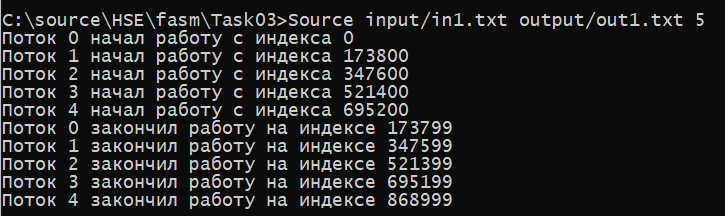 C:\source\HSE\fasm\Task03>Source input/in1.txt output/out1.txt 5
Поток 0 начал работу с индекса 0
Поток 1 начал работу с индекса 173800
Поток 2 начал работу с индекса 347600
Поток 3 начал работу с индекса 521400
Поток 4 начал работу с индекса 695200
Поток 0 закончил работу на индексе 173799
Поток 1 закончил работу на индексе 347599
Поток 2 закончил работу на индексе 521399
Поток 3 закончил работу на индексе 695199
Поток 4 закончил работу на индексе 868999